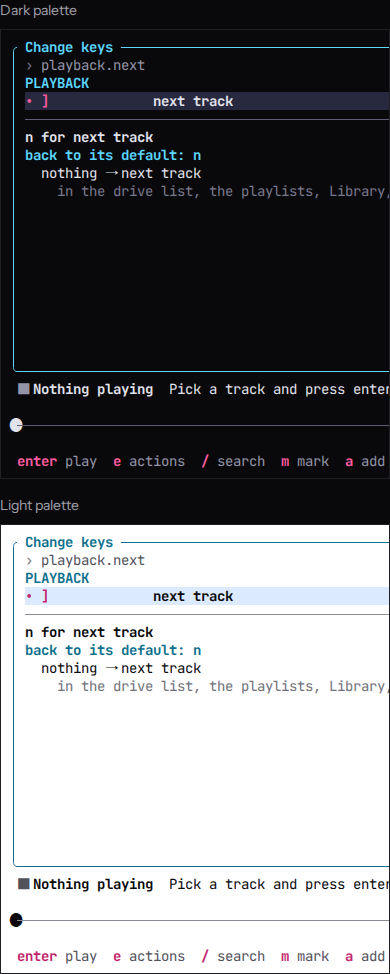 Dark palette
Change keys
› playback.next
PLAYBACK
• ] next track
n for next track
back to its default: n
nothing → next track
in the drive list, the playlists, Library,
Nothing playing Pick a track and press enter
enter play e actions / search m mark a add
Light palette
Change keys
› playback.next
PLAYBACK
• ] next track
n for next track
back to its default: n
nothing → next track
in the drive list, the playlists, Library,
Nothing playing Pick a track and press enter
enter play e actions / search m mark a add